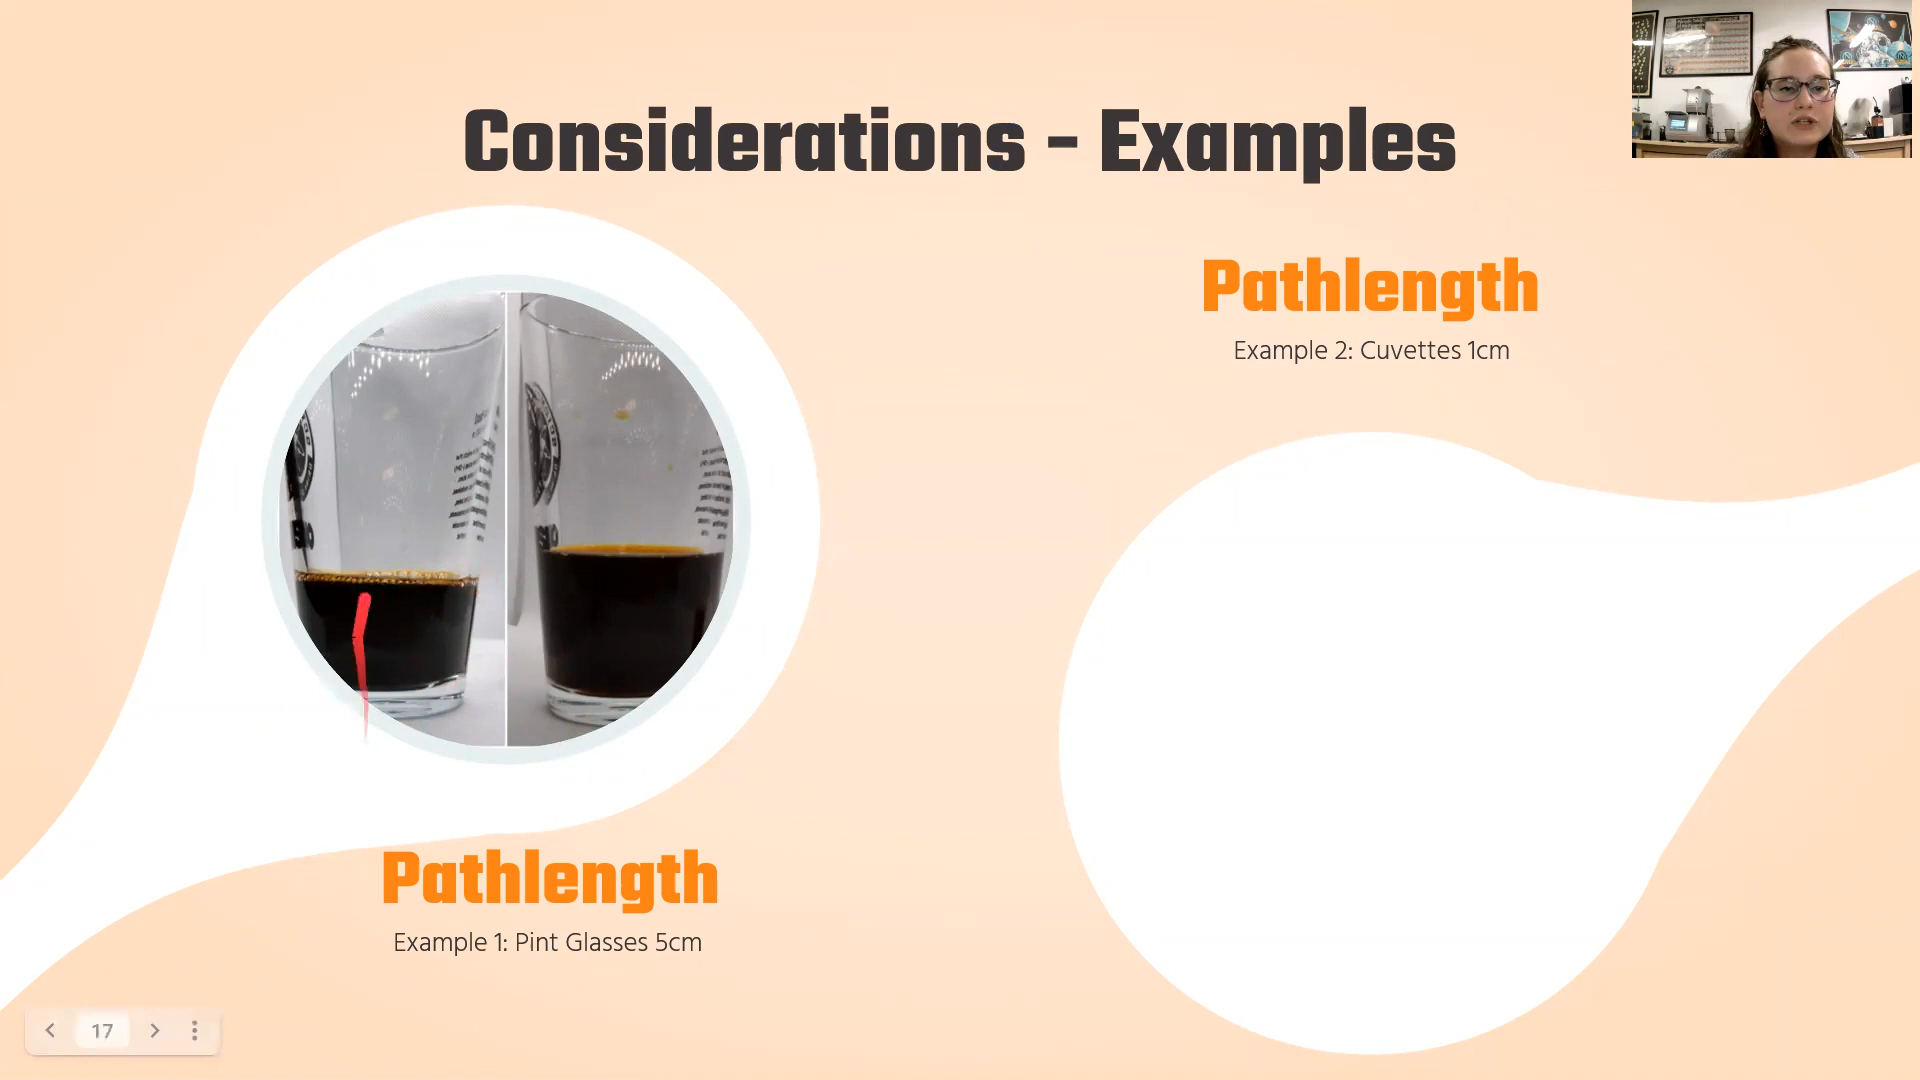 Considerations - Examples
Pathlength
Example 2: Cuvettes 1cm
Pathlength
Example 1: Pint Glasses 5cm
17